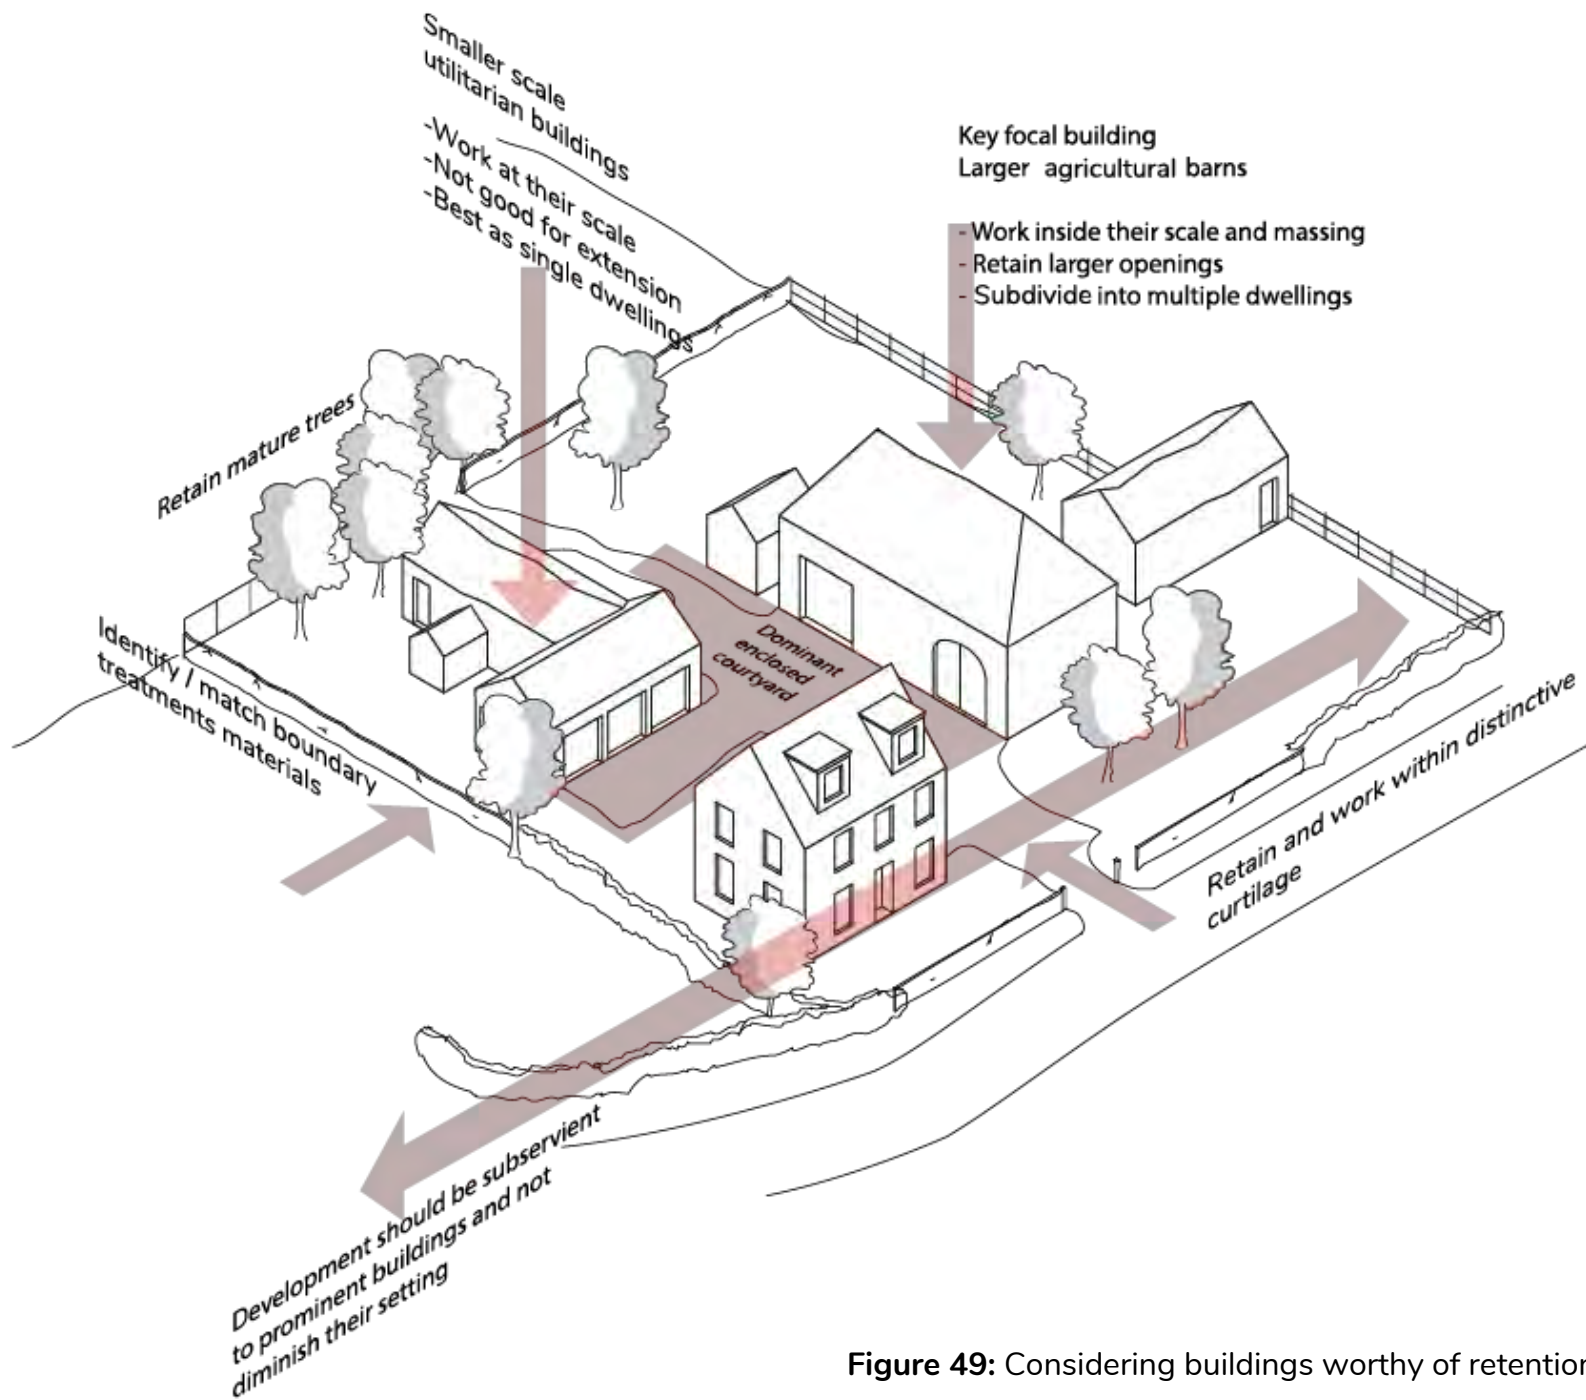 Smaller scale
utilitarian buildings
-Work at their scale
-Not good for extension
-Best as single dwellings
Key focal building
Larger agricultural barns
- Work inside their scale and massing
- Retain larger openings
- Subdivide into multiple dwellings
Retain mature trees
Identify / match boundary
treatments materials
Dominant
enclosed
courtyard
Retain and work within distinctive
curtilage
Development should be subservient
to prominent buildings and not
diminish their setting
Figure 49: Considering buildings worthy of retention